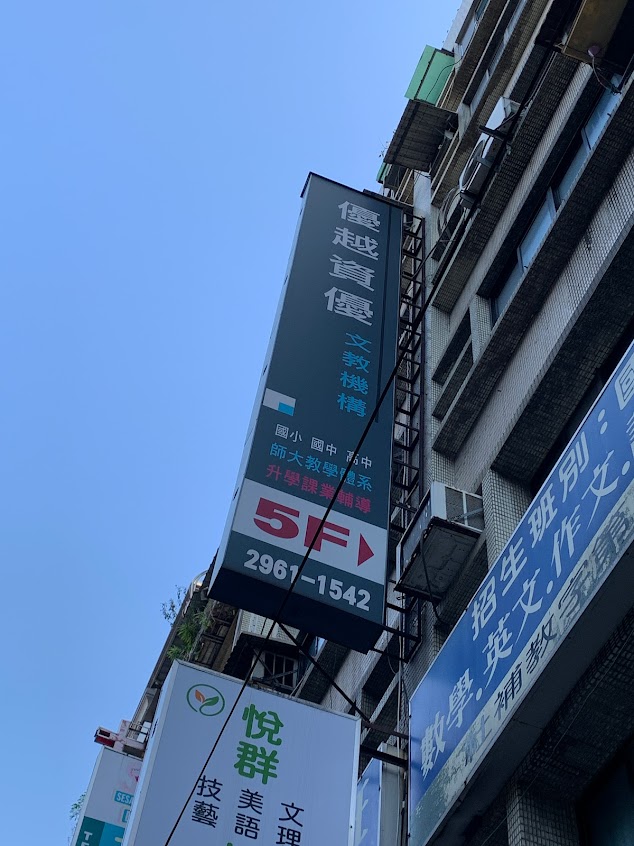 優越資優
文教機構
國小 國中 高中
師大教學體系
升學課業輔導
5F
2961-1542
悅群
文理
美語
技藝
招生班別：國
數學.英文.作文.